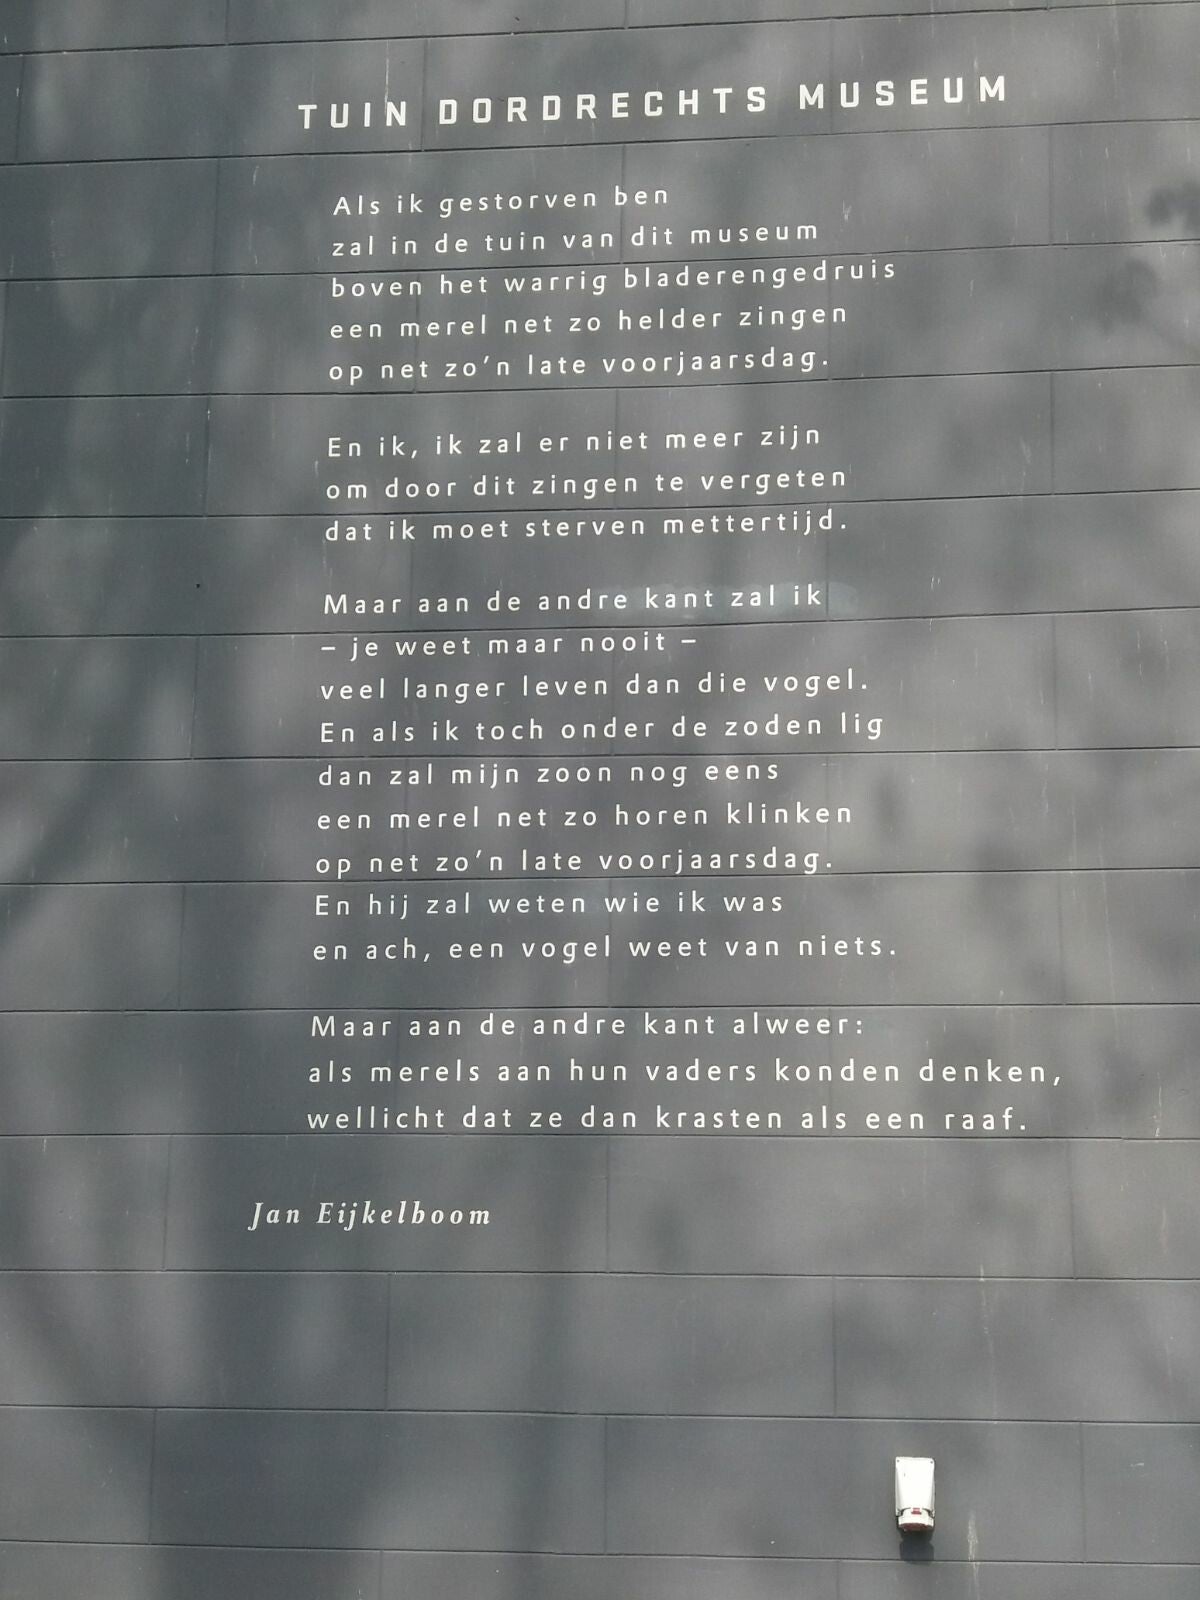 TUIN DORDRECHTS MUSEUM
Als ik gestorven ben
zal in de tuin van dit museum
boven het warrig bladerengedruis
een merel net zo helder zingen
op net zo'n late voorjaarsdag.
En ik, ik zal er niet meer zijn
om door dit zingen te vergeten
dat ik moet sterven mettertijd.
Maar aan de andre kant zal ik
– je weet maar nooit –
veel langer leven dan die vogel.
En als ik toch onder de zoden lig
dan zal mijn zoon nog eens
een merel net zo horen klinken
op net zo'n late voorjaarsdag.
En hij zal weten wie ik was
en ach, een vogel weet van niets.
Maar aan de andre kant alweer:
als merels aan hun vaders konden denken,
wellicht dat ze dan krasten als een raaf.
Jan Eijkelboom